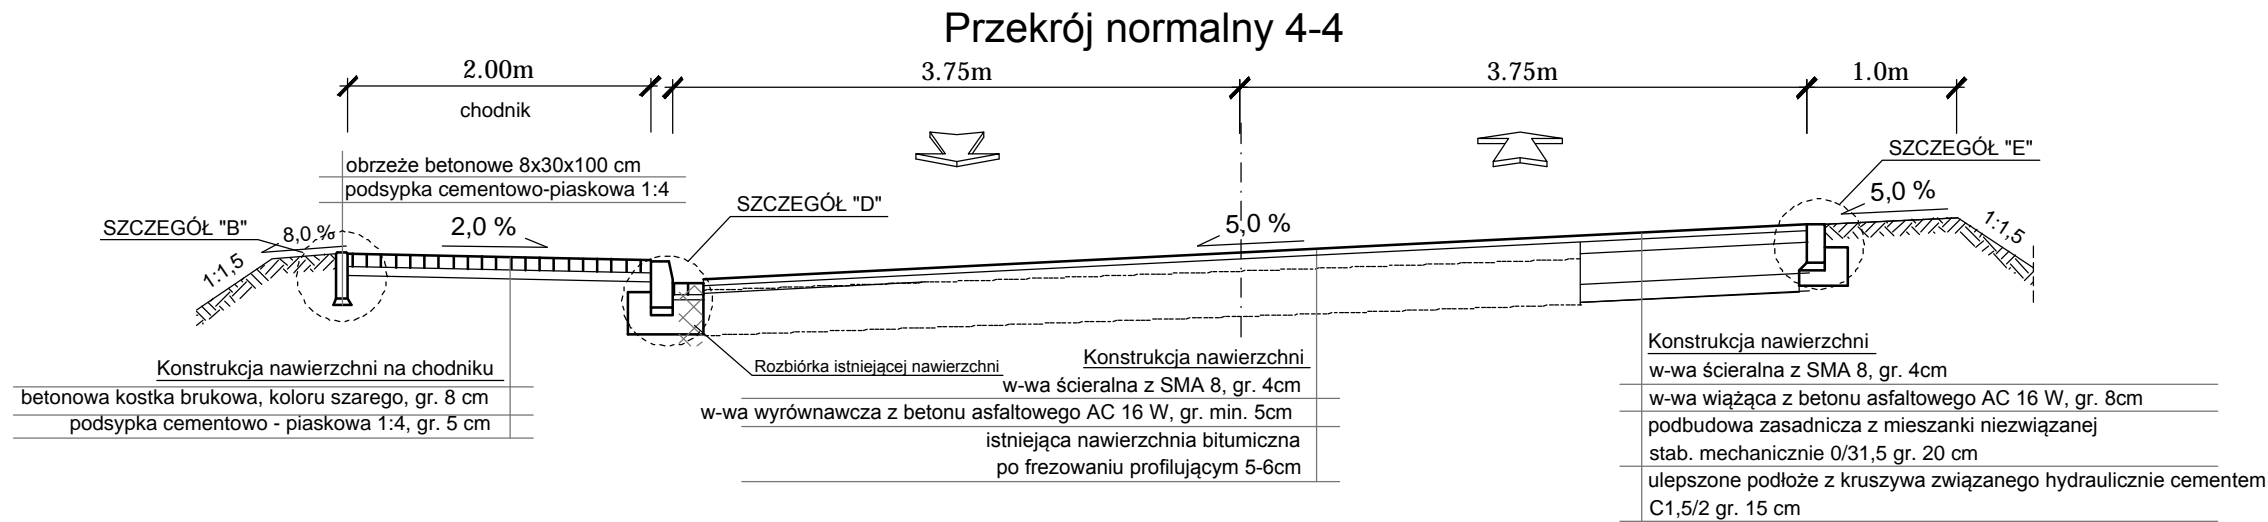 Przekrój normalny 4-4
2.00m
3.75m
3.75m
1.0m
chodnik
obrzeże betonowe 8x30x100 cm
podsypka cementowo-piaskowa 1:4
SZCZEGÓŁ "B"
SZCZEGÓŁ "D"
SZCZEGÓŁ "E"
1:1,5
8,0 %
2,0 %
5,0 %
5,0 %
1:1,5
Konstrukcja nawierzchni na chodniku
betonowa kostka brukowa, koloru szarego, gr. 8 cm
podsypka cementowo - piaskowa 1:4, gr. 5 cm
Rozbiórka istniejącej nawierzchni
Konstrukcja nawierzchni
w-wa ścieralna z SMA 8, gr. 4cm
w-wa wyrównawcza z betonu asfaltowego AC 16 W, gr. min. 5cm
istniejąca nawierzchnia bitumiczna
po frezowaniu profilującym 5-6cm
Konstrukcja nawierzchni
w-wa ścieralna z SMA 8, gr. 4cm
w-wa wiążąca z betonu asfaltowego AC 16 W, gr. 8cm
podbudowa zasadnicza z mieszanki niezwiązanej
stab. mechanicznie 0/31,5 gr. 20 cm
ulepszone podłoże z kruszywa związanego hydraulicznie cementem
C1,5/2 gr. 15 cm